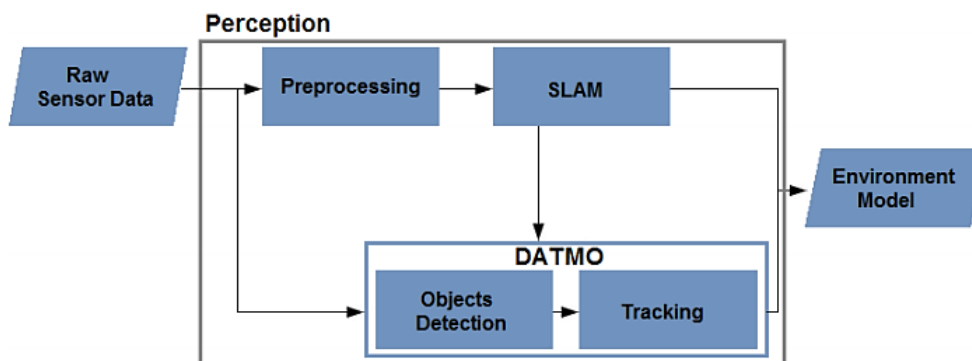 Perception
Raw
Sensor Data
Preprocessing
SLAM
Environment
Model
DATMO
Objects
Detection
Tracking